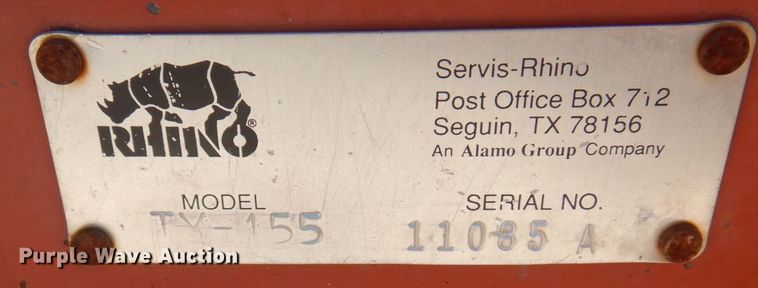 RHINO®
Servis-Rhino
Post Office Box 712
Seguin, TX 78156
An Alamo Group Company
MODEL
TX-155
SERIAL NO.
11085 A
Purple Wave Auction